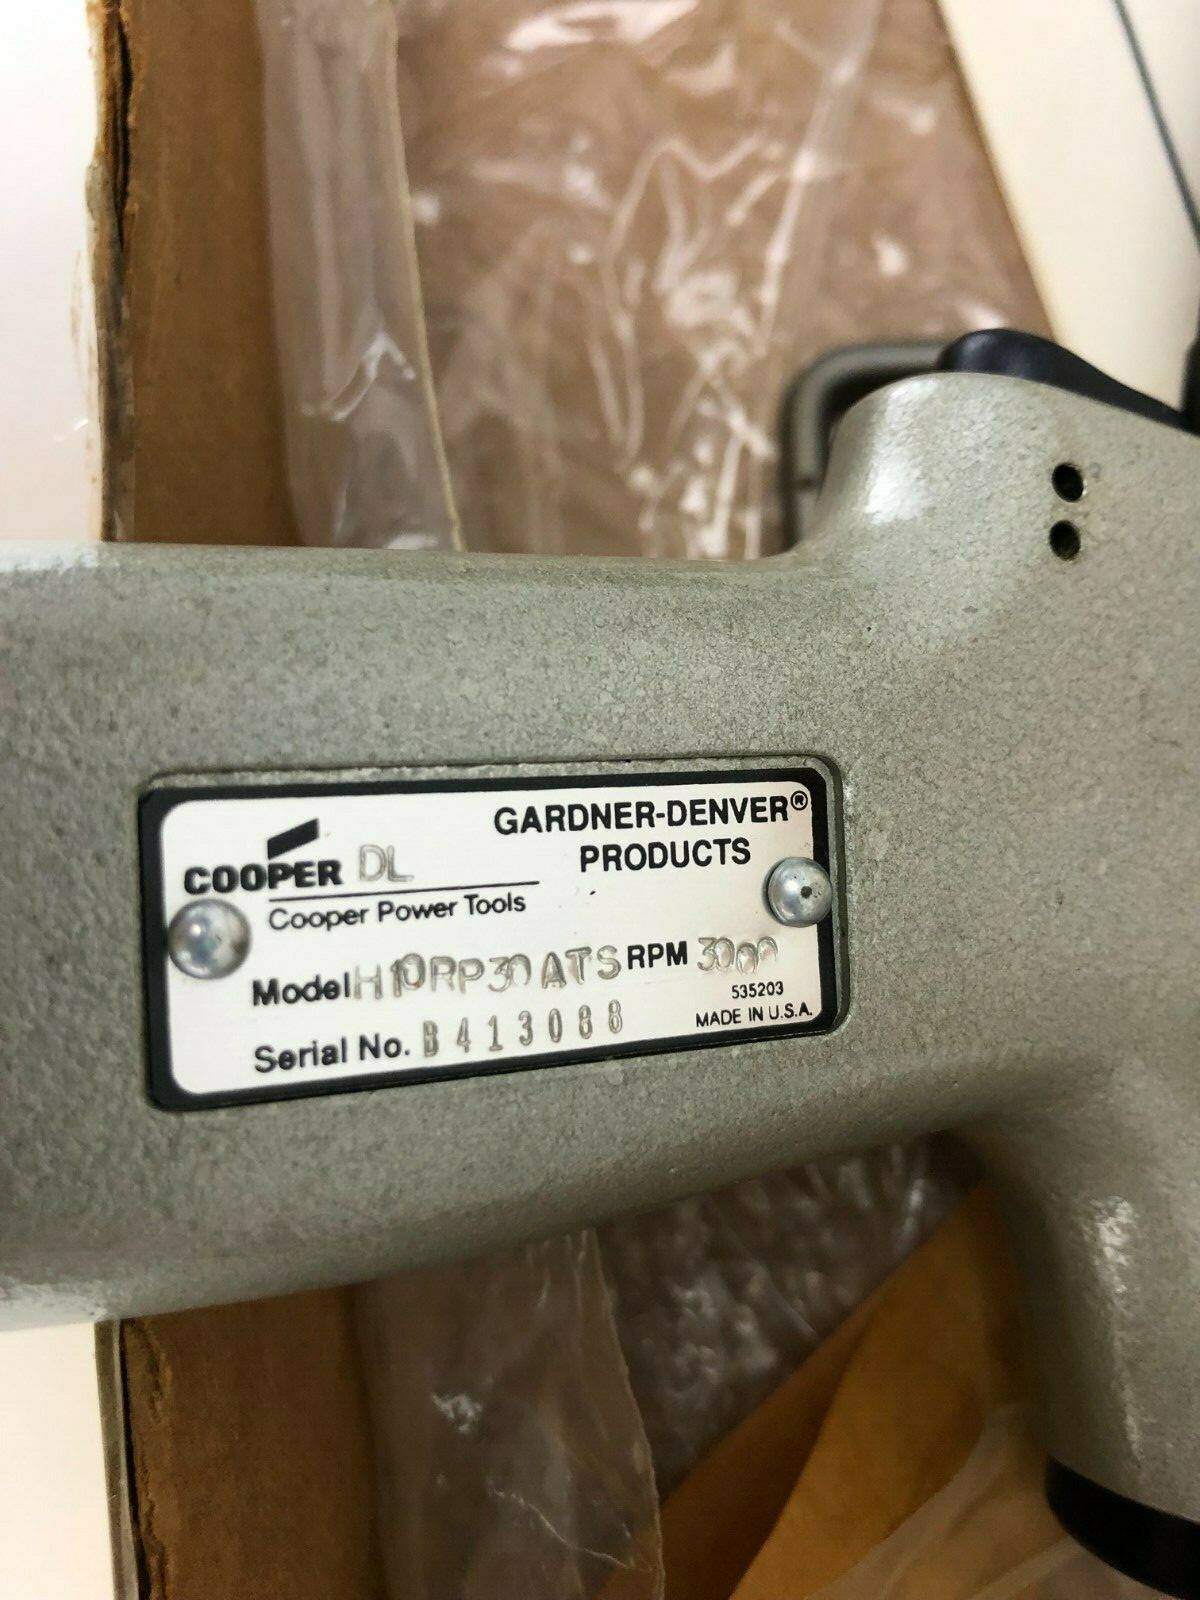 GARDNER-DENVER®
PRODUCTS
COOPER DL
Cooper Power Tools
Model H10RP30ATS RPM 3000
535203
Serial No. B413088
MADE IN U.S.A.